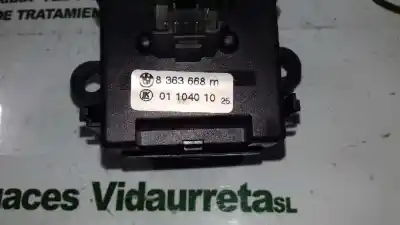 DE TRATAMIEN
8 363 668 m
01 1040 10 25
uaces Vidaurreta SL